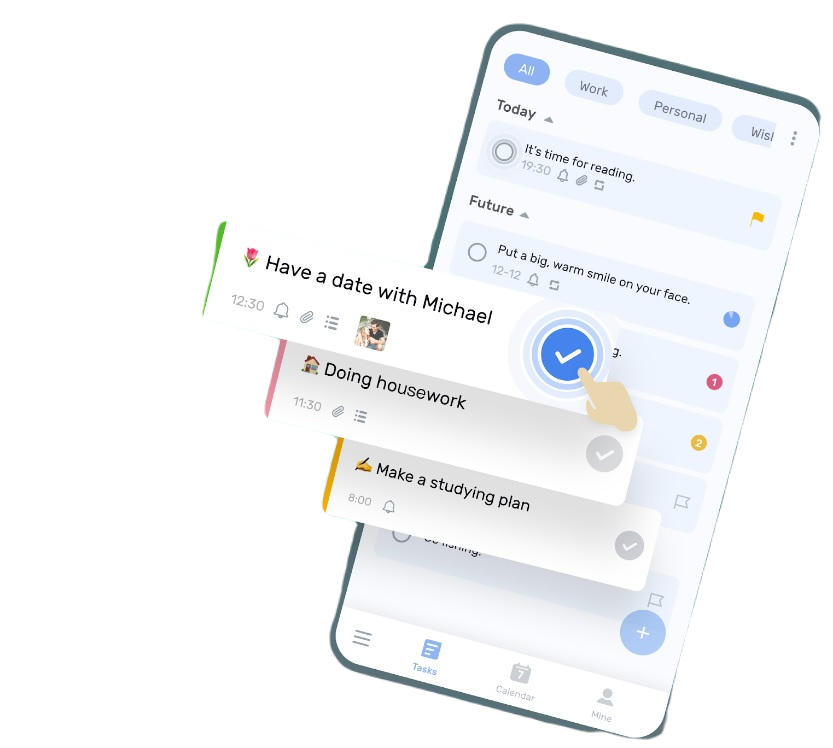 All
Work
Personal
Wisl
Today
It's time for reading.
19:30
Future
Put a big, warm smile on your face.
12-12
Have a date with Michael
12:30
g.
1
Doing housework
11:30
2
Make a studying plan
8:00
fishing.
+
Tasks
7
Calendar
Mine